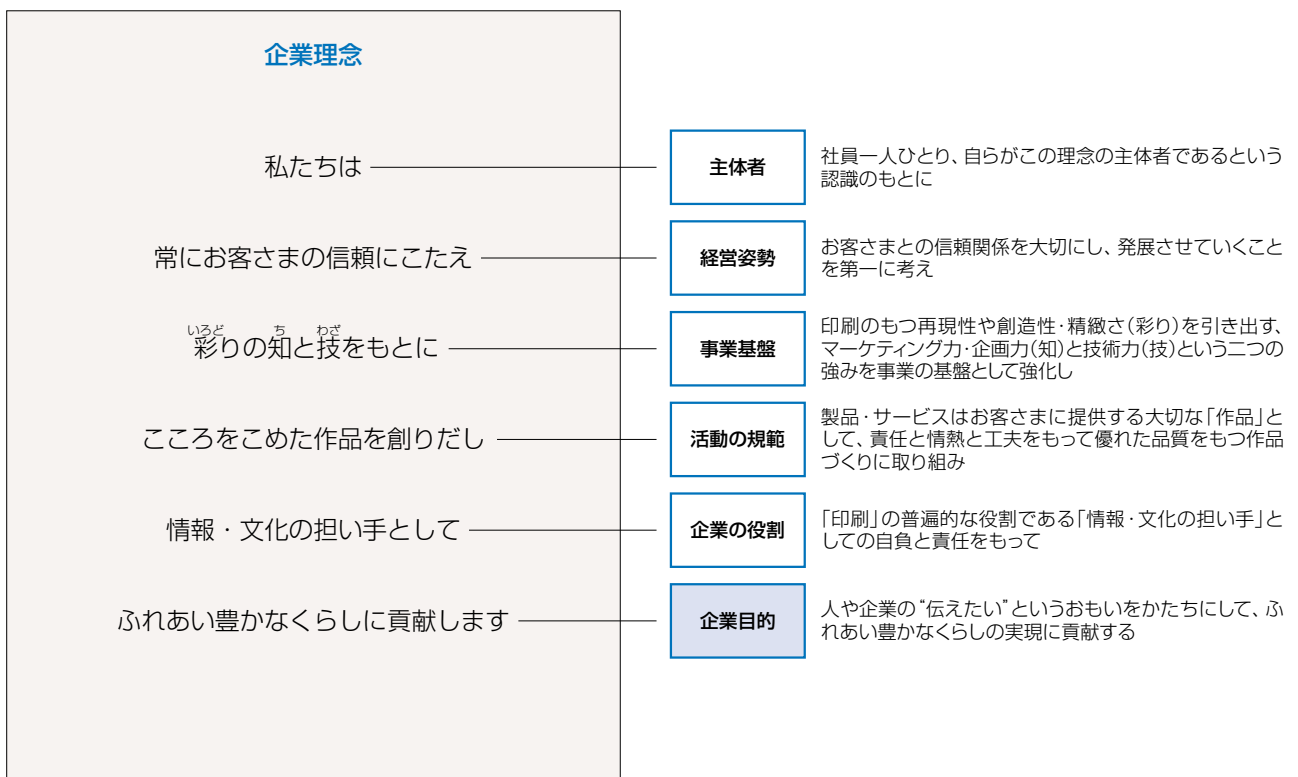 企業理念
私たちは
主体者
社員一人ひとり、自らがこの理念の主体者であるという
認識のもとに
常にお客さまの信頼にこたえ
経営姿勢
お客さまとの信頼関係を大切にし、発展させていくこと
を第一に考え
いろど ち わざ
彩りの知と技をもとに
事業基盤
印刷のもつ再現性や創造性・精緻さ(彩り)を引き出す、
マーケティング力・企画力(知)と技術力(技)という二つの
強みを事業の基盤として強化し
こころをこめた作品を創りだし
活動の規範
製品・サービスはお客さまに提供する大切な「作品」と
して、責任と情熱と工夫をもって優れた品質をもつ作品
づくりに取り組み
情報・文化の担い手として
企業の役割
「印刷」の普遍的な役割である「情報・文化の担い手」と
しての自負と責任をもって
ふれあい豊かなくらしに貢献します
企業目的
人や企業の“伝えたい”というおもいをかたちにして、ふ
れあい豊かなくらしの実現に貢献する